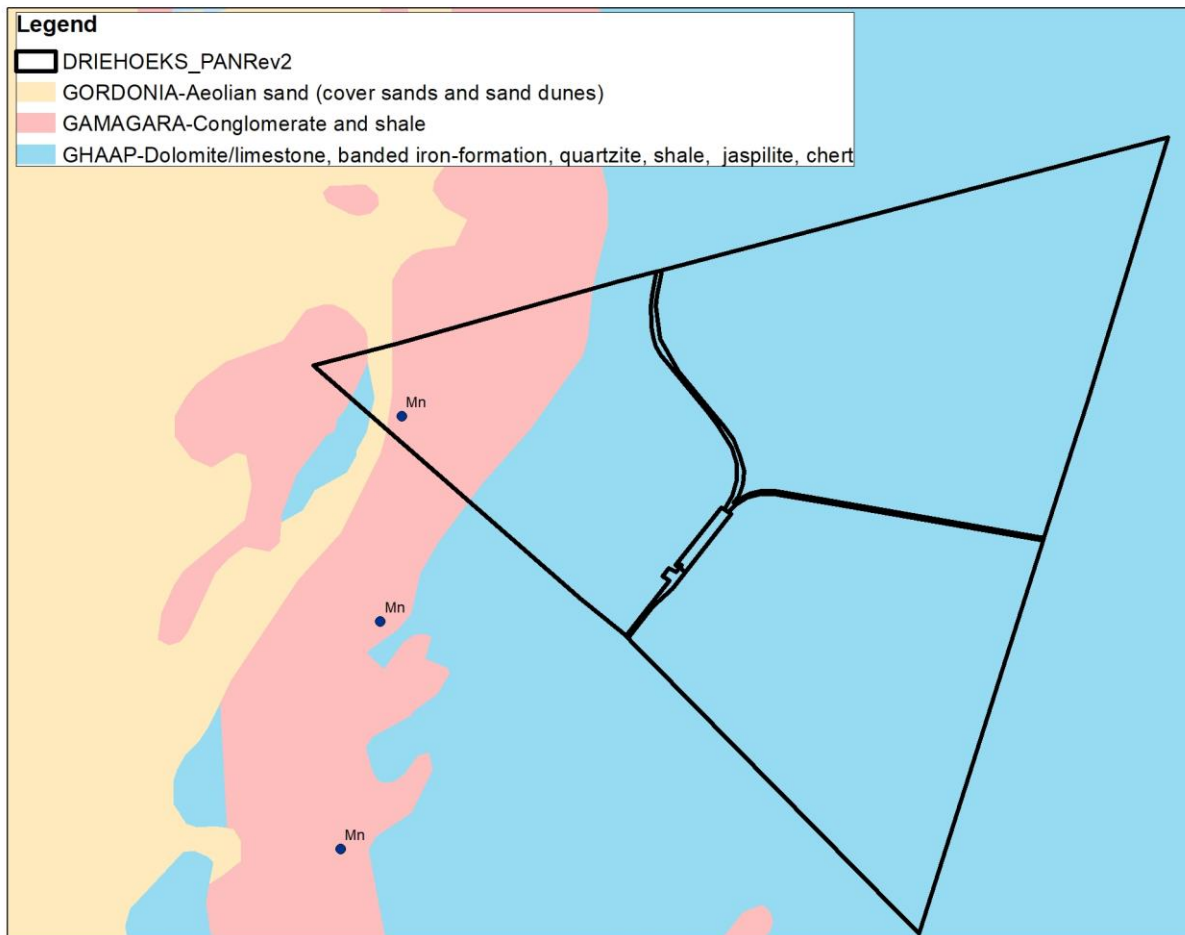 Legend
DRIEHOEKS_PANRev2
GORDONIA-Aeolian sand (cover sands and sand dunes)
GAMAGARA-Conglomerate and shale
GHAAP-Dolomite/limestone, banded iron-formation, quartzite, shale, jaspilite, chert
Mn
Mn
Mn